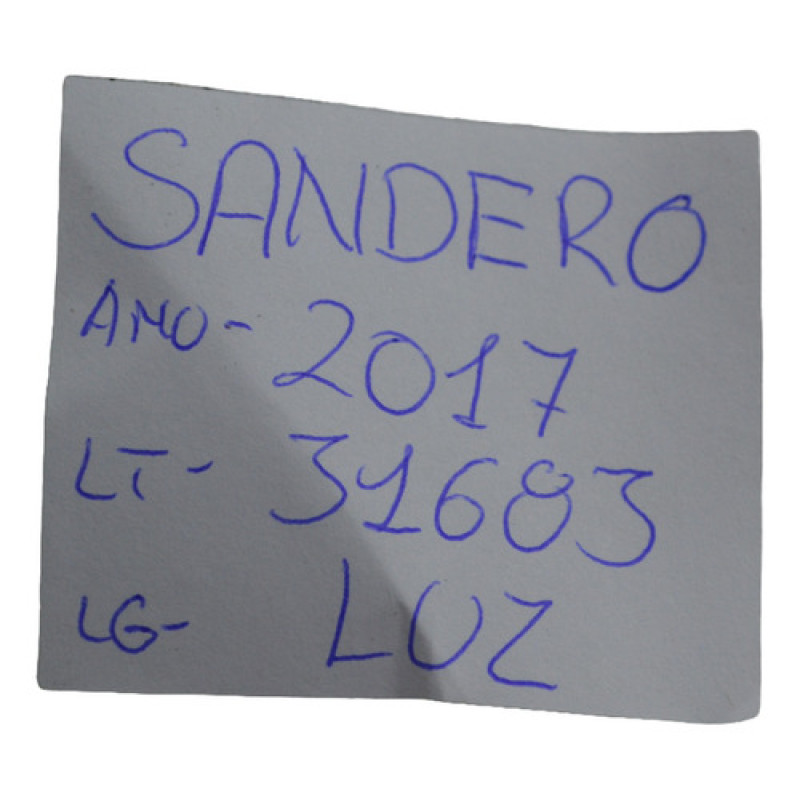 SANDERO
ANO- 2017
LT- 31683
LG- LUZ